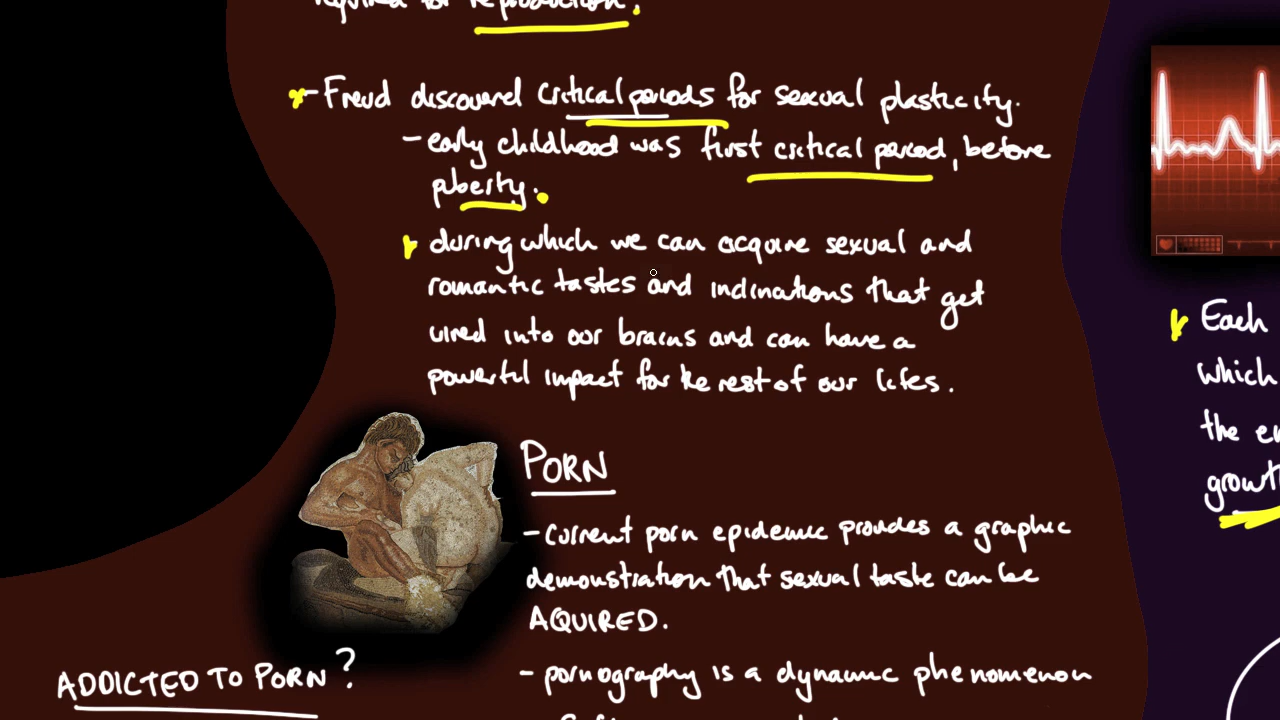 required for reproduction.
- Freud discovered critical periods for sexual plasticity.
- early childhood was first critical period, before
puberty.
during which we can acquire sexual and
romantic tastes and inclinations that get
wired into our brains and can have a
powerful impact for the rest of our lifes.
PORN
- current porn epidemic provides a graphic
demonstration that sexual taste can be
AQUIRED.
- pornography is a dynamic phenomenon
ADDICTED TO PORN?
Each
which
the
growt